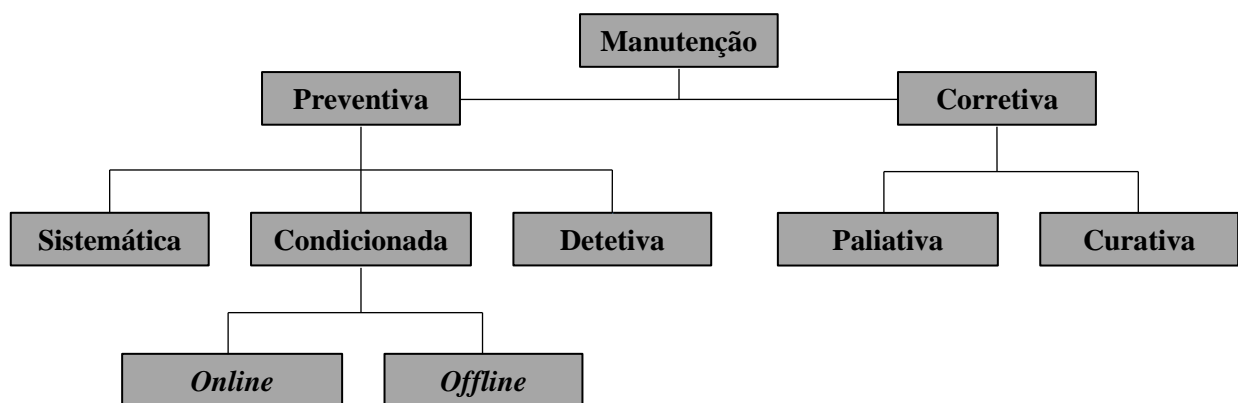 Manutenção
Preventiva
Corretiva
Sistemática
Condicionada
Detetiva
Paliativa
Curativa
Online
Offline